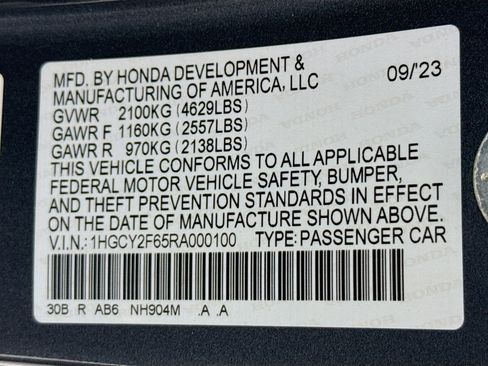 MFD. BY HONDA DEVELOPMENT &
MANUFACTURING OF AMERICA, LLC 09/'23
GVWR 2100KG (4629LBS)
GAWR F 1160KG (2557LBS)
GAWR R 970KG (2138LBS)
THIS VEHICLE CONFORMS TO ALL APPLICABLE
FEDERAL MOTOR VEHICLE SAFETY, BUMPER,
AND THEFT PREVENTION STANDARDS IN EFFECT
ON THE DATE OF MANUFACTURE SHOWN ABOVE.
V.I.N.: 1HGCY2F65RA000100 TYPE: PASSENGER CAR
30B R AB6 NH904M .A .A